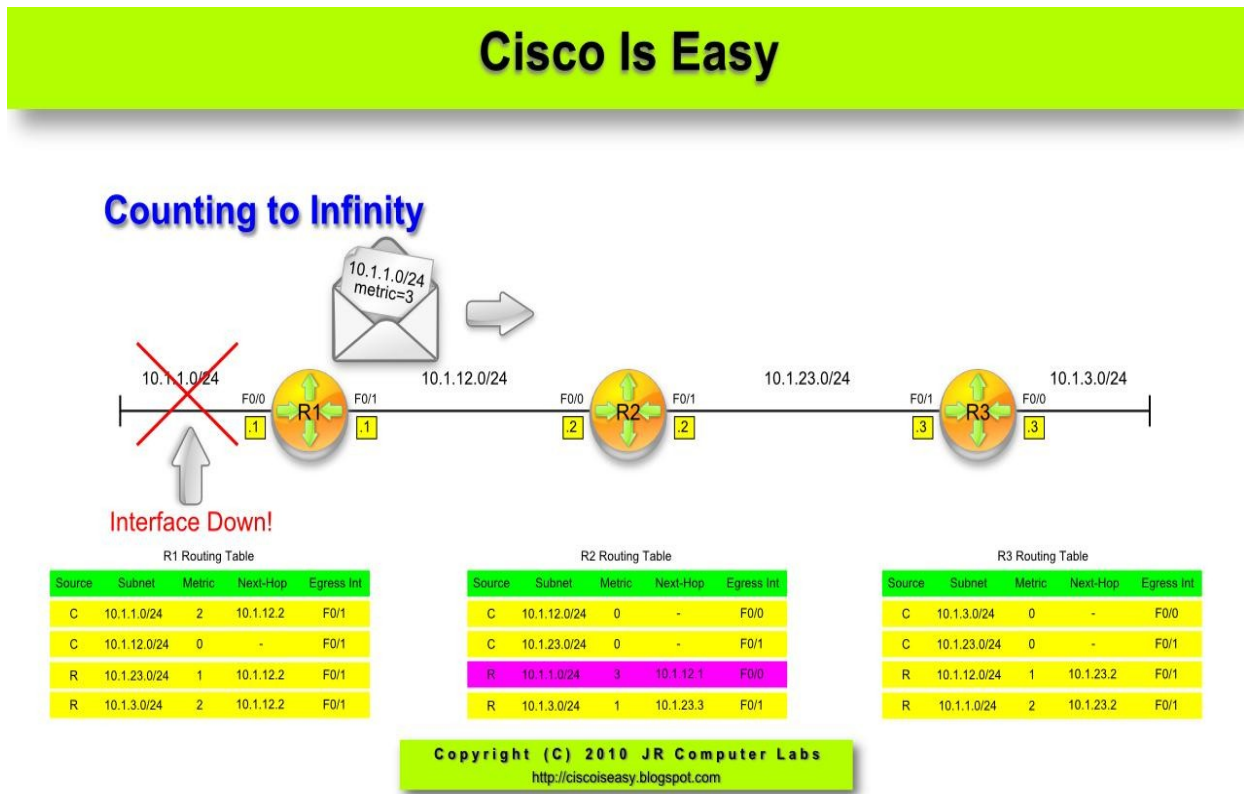 Cisco Is Easy
Counting to Infinity
10.1.1.0/24
metric=3
10.1.1.0/24
10.1.12.0/24
10.1.23.0/24
10.1.3.0/24
F0/0
R1
F0/1
F0/0
R2
F0/1
F0/1
R3
F0/0
.1
.1
.2
.2
.3
.3
Interface Down!
R1 Routing Table
Source Subnet Metric Next-Hop Egress Int
C 10.1.1.0/24 2 10.1.12.2 F0/1
C 10.1.12.0/24 0 - F0/1
R 10.1.23.0/24 1 10.1.12.2 F0/1
R 10.1.3.0/24 2 10.1.12.2 F0/1
R2 Routing Table
Source Subnet Metric Next-Hop Egress Int
C 10.1.12.0/24 0 - F0/0
C 10.1.23.0/24 0 - F0/1
R 10.1.1.0/24 3 10.1.12.1 F0/0
R 10.1.3.0/24 1 10.1.23.3 F0/1
R3 Routing Table
Source Subnet Metric Next-Hop Egress Int
C 10.1.3.0/24 0 - F0/0
C 10.1.23.0/24 0 - F0/1
R 10.1.12.0/24 1 10.1.23.2 F0/1
R 10.1.1.0/24 2 10.1.23.2 F0/1
Copyright (C) 2010 JR Computer Labs
http://ciscoiseasy.blogspot.com